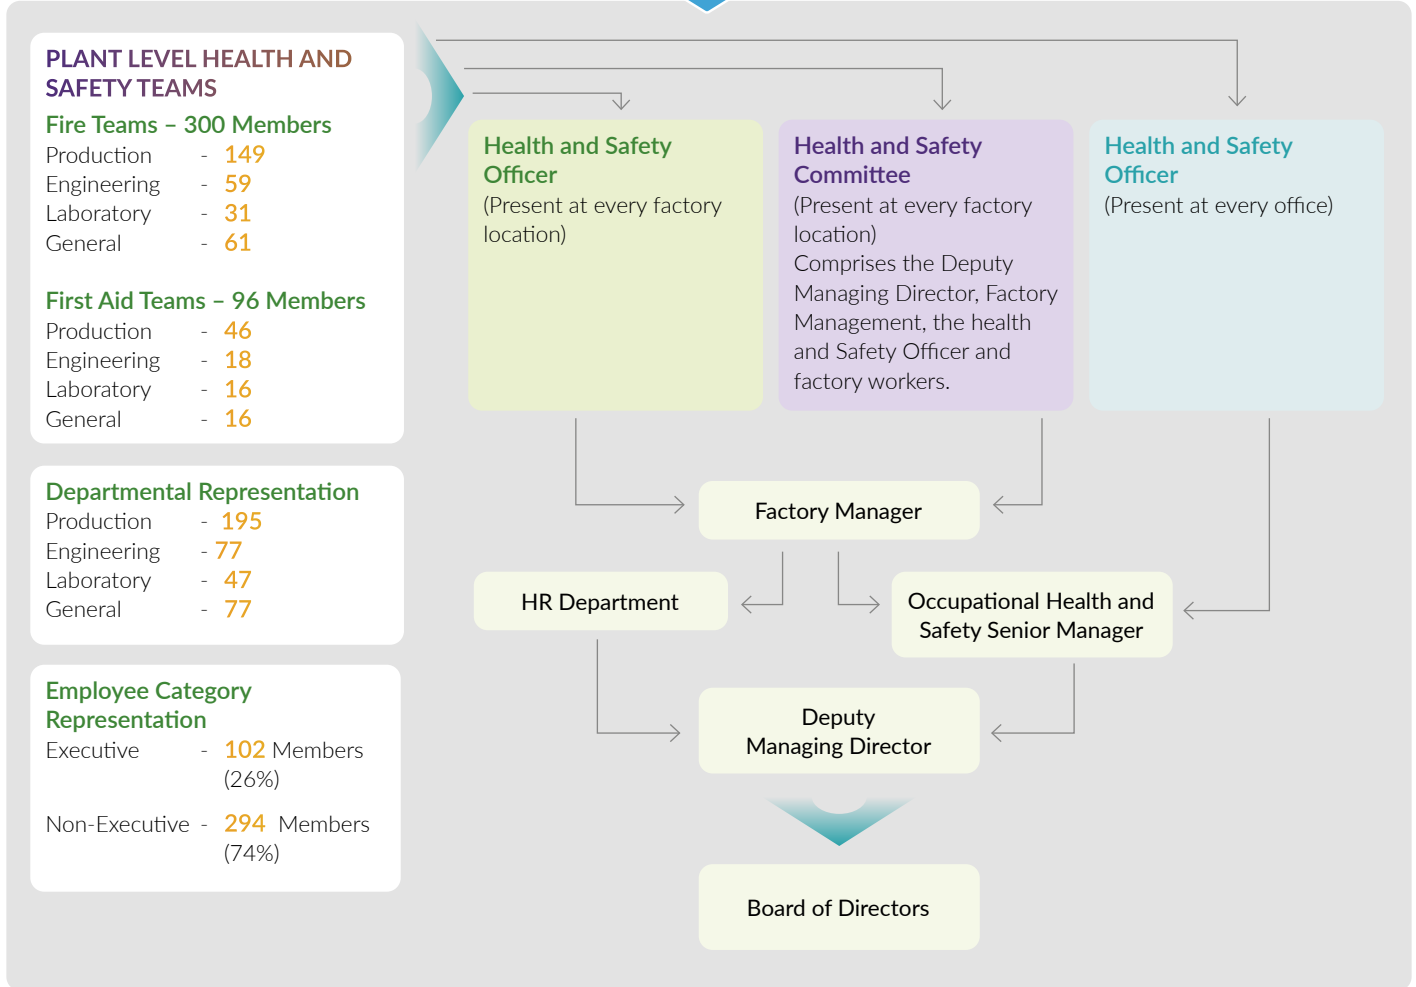 PLANT LEVEL HEALTH AND
SAFETY TEAMS
Fire Teams – 300 Members
Production - 149
Engineering - 59
Laboratory - 31
General - 61
First Aid Teams – 96 Members
Production - 46
Engineering - 18
Laboratory - 16
General - 16
Departmental Representation
Production - 195
Engineering - 77
Laboratory - 47
General - 77
Employee Category
Representation
Executive - 102 Members
(26%)
Non-Executive - 294 Members
(74%)
Health and Safety
Officer
(Present at every factory
location)
Health and Safety
Committee
(Present at every factory
location)
Comprises the Deputy
Managing Director, Factory
Management, the health
and Safety Officer and
factory workers.
Health and Safety
Officer
(Present at every office)
Factory Manager
HR Department
Occupational Health and
Safety Senior Manager
Deputy
Managing Director
Board of Directors